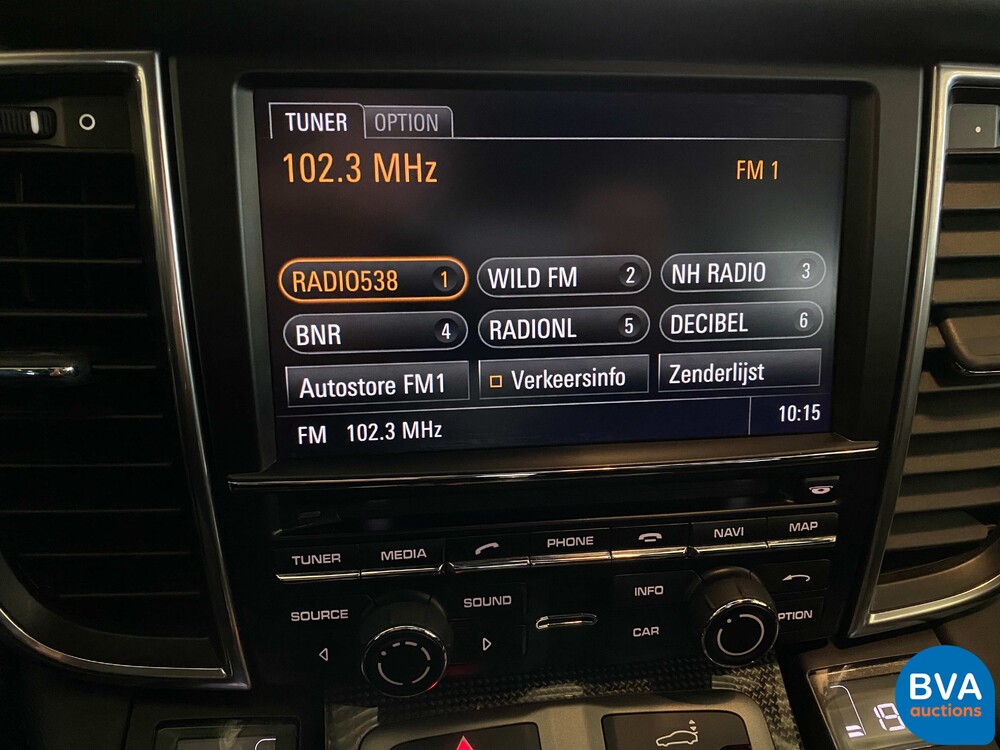 TUNER OPTION
102.3 MHz FM 1
RADIO538 1 WILD FM 2 NH RADIO 3
BNR 4 RADIONL 5 DECIBEL 6
Autostore FM1 Verkeersinfo Zenderlijst
FM 102.3 MHz 10:15
TUNER MEDIA PHONE NAVI MAP
SOURCE SOUND INFO
CAR OPTION
19
BVA
auctions